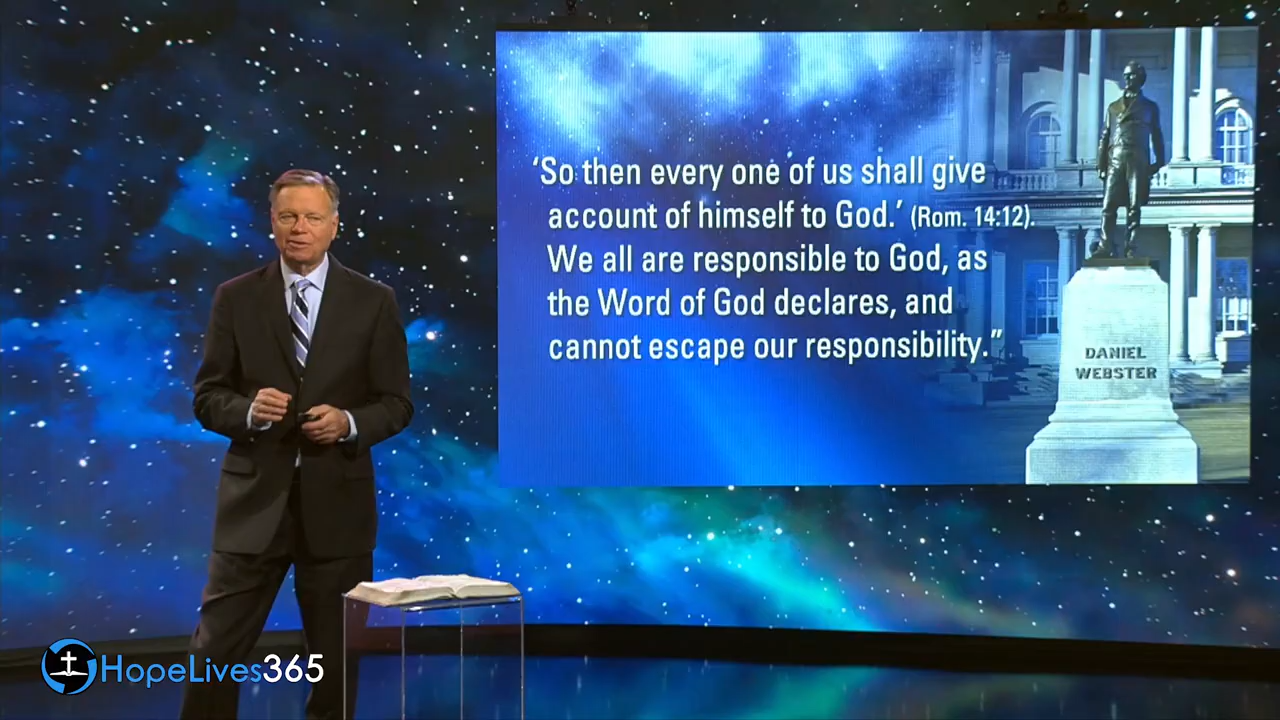 ‘So then every one of us shall give
account of himself to God.’ (Rom. 14:12).
We all are responsible to God, as
the Word of God declares, and
cannot escape our responsibility.”
DANIEL
WEBSTER
HopeLives365